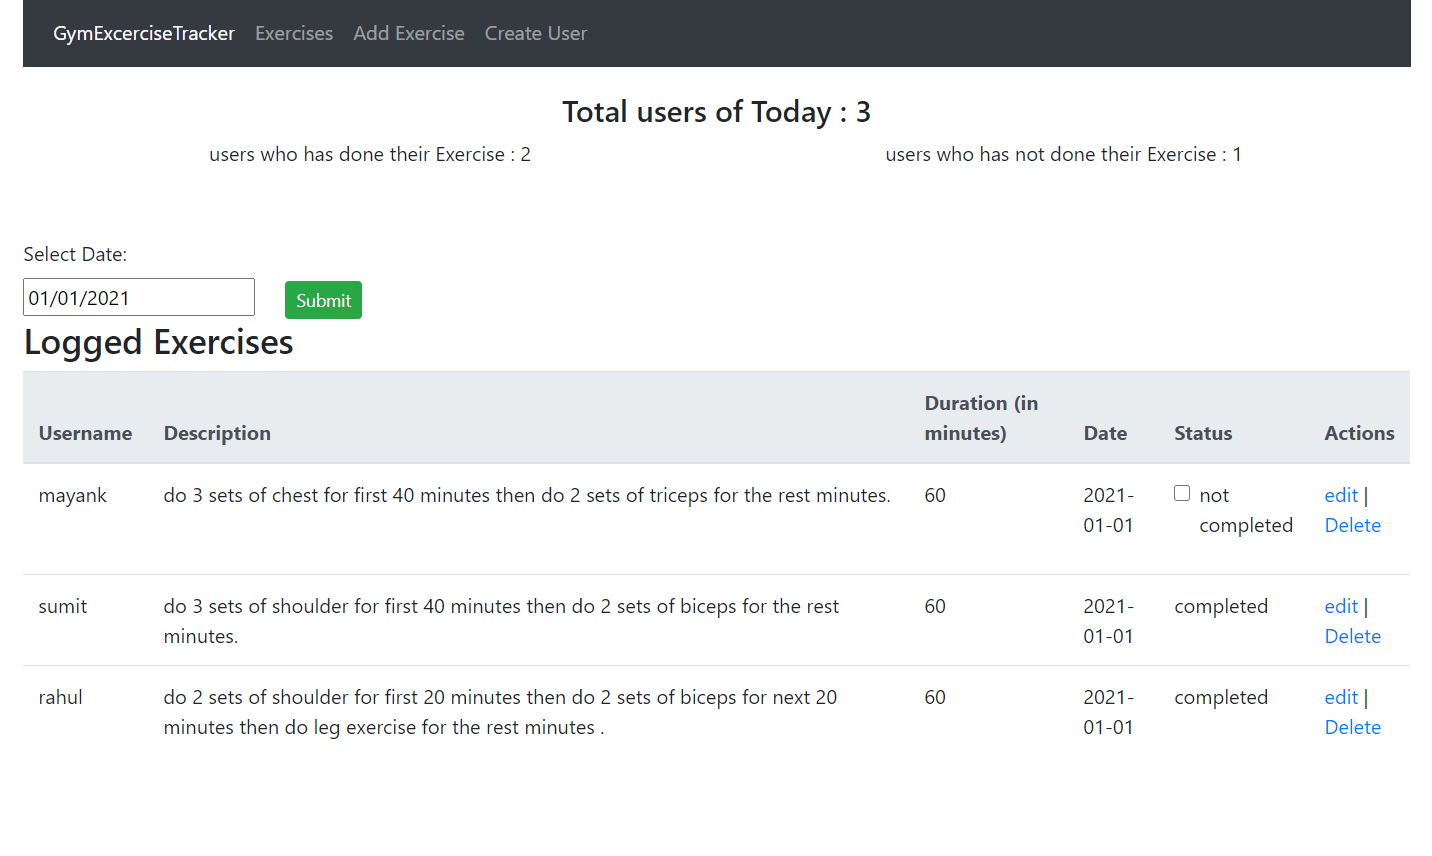 GymExcerciseTracker Exercises Add Exercise Create User
Total users of Today : 3
users who has done their Exercise : 2
users who has not done their Exercise : 1
Select Date:
01/01/2021
Submit
Logged Exercises
Username Description Duration (in minutes) Date Status Actions
mayank do 3 sets of chest for first 40 minutes then do 2 sets of triceps for the rest minutes. 60 2021-01-01 not completed edit | Delete
sumit do 3 sets of shoulder for first 40 minutes then do 2 sets of biceps for the rest minutes. 60 2021-01-01 completed edit | Delete
rahul do 2 sets of shoulder for first 20 minutes then do 2 sets of biceps for next 20 minutes then do leg exercise for the rest minutes . 60 2021-01-01 completed edit | Delete